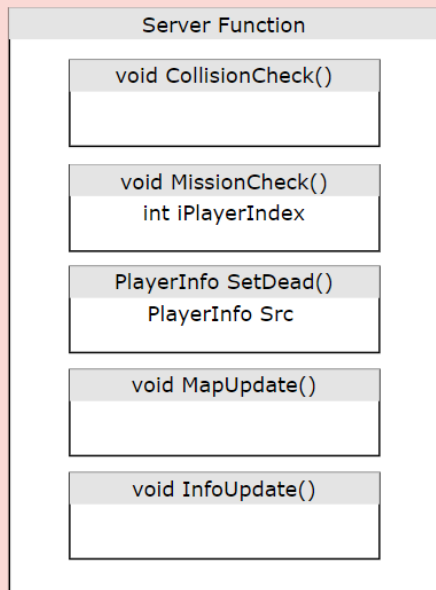 Server Function
void CollisionCheck()
void MissionCheck()
int iPlayerIndex
PlayerInfo SetDead()
PlayerInfo Src
void MapUpdate()
void InfoUpdate()